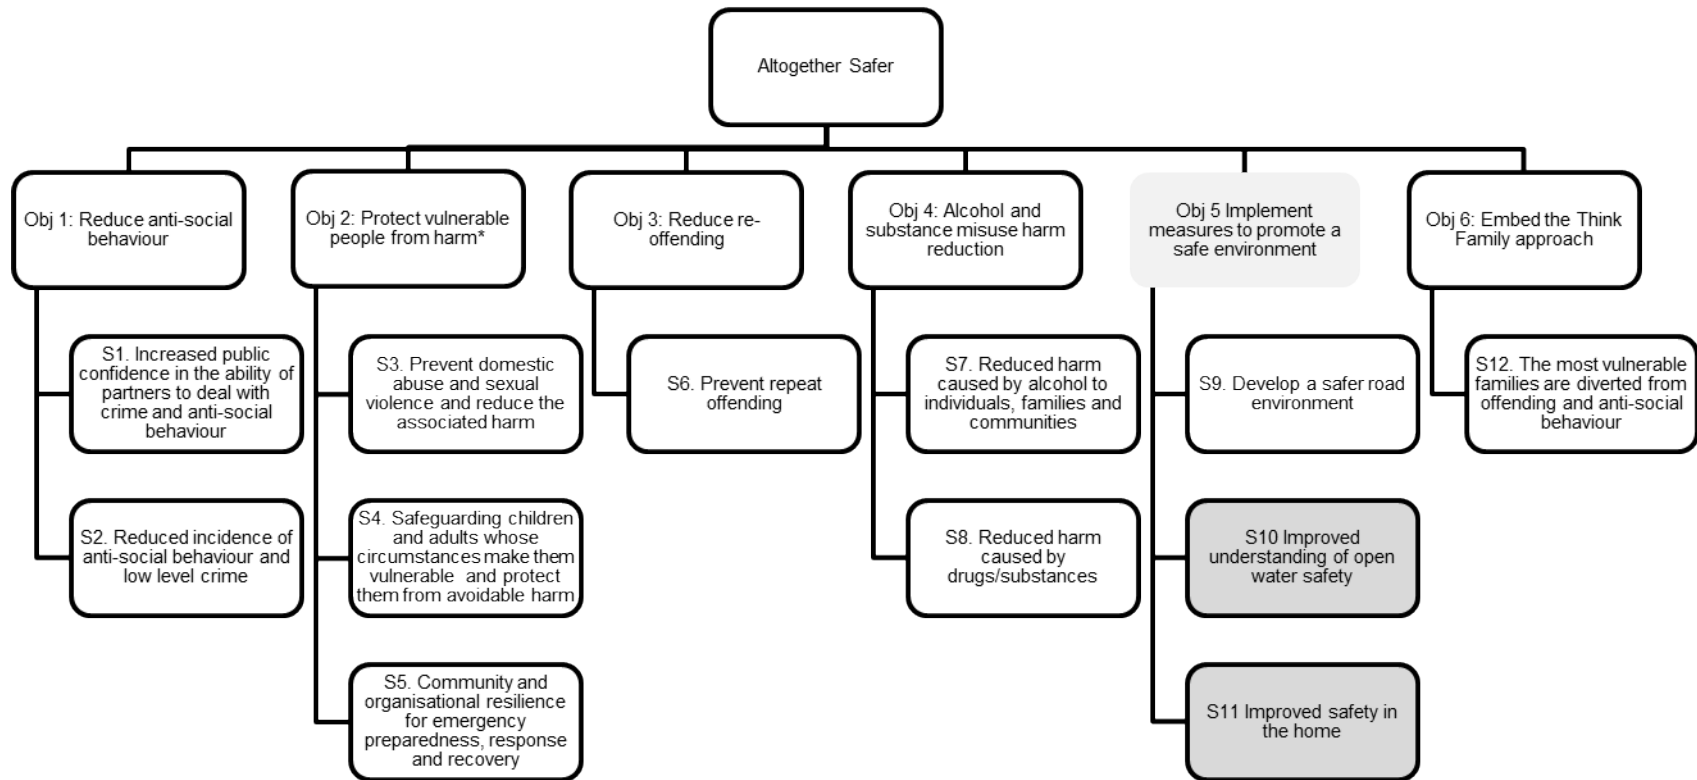 Altogether Safer
Obj 1: Reduce anti-social
behaviour
Obj 2: Protect vulnerable
people from harm*
Obj 3: Reduce re-
offending
Obj 4: Alcohol and
substance misuse harm
reduction
Obj 5 Implement
measures to promote a
safe environment
Obj 6: Embed the Think
Family approach
S1. Increased public
confidence in the ability of
partners to deal with
crime and anti-social
behaviour
S3. Prevent domestic
abuse and sexual
violence and reduce the
associated harm
S6. Prevent repeat
offending
S7. Reduced harm
caused by alcohol to
individuals, families and
communities
S9. Develop a safer road
environment
S12. The most vulnerable
families are diverted from
offending and anti-social
behaviour
S2. Reduced incidence of
anti-social behaviour and
low level crime
S4. Safeguarding children
and adults whose
circumstances make them
vulnerable and protect
them from avoidable harm
S8. Reduced harm
caused by
drugs/substances
S10 Improved
understanding of open
water safety
S5. Community and
organisational resilience
for emergency
preparedness, response
and recovery
S11 Improved safety in
the home